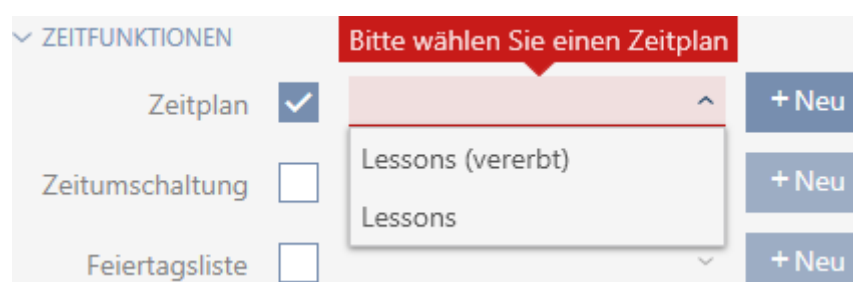 ZEITFUNKTIONEN
Bitte wählen Sie einen Zeitplan
Zeitplan
+ Neu
Lessons (vererbt)
Zeitumschaltung
+ Neu
Lessons
Feiertagsliste
+ Neu